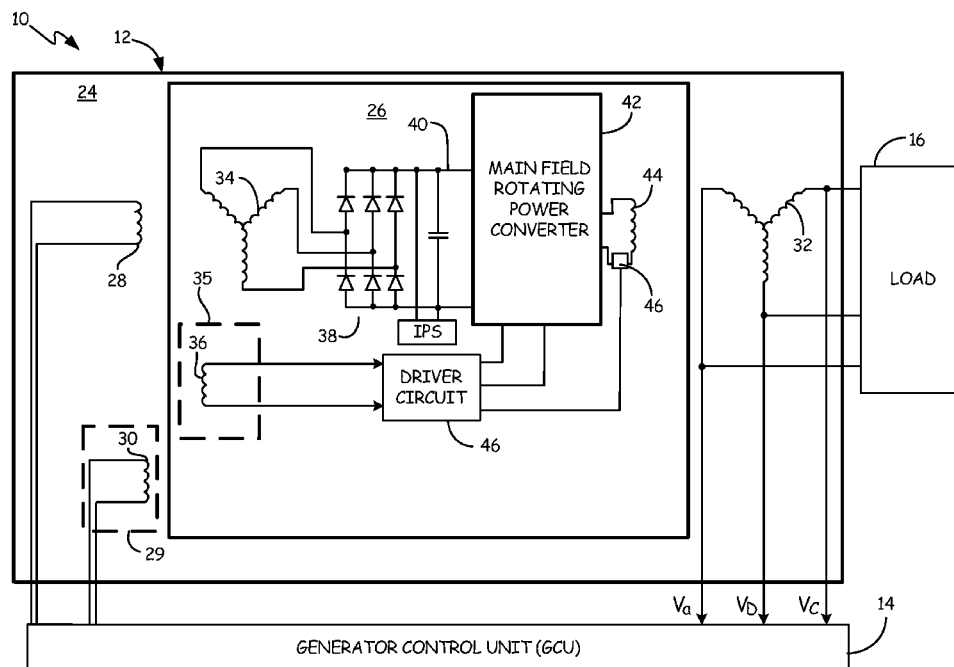 10
12
24
26
40
42
16
34
MAIN FIELD
ROTATING
POWER
CONVERTER
44
32
LOAD
28
35
38
IPS
46
36
DRIVER
CIRCUIT
46
30
29
Va
VD
VC
14
GENERATOR CONTROL UNIT (GCU)